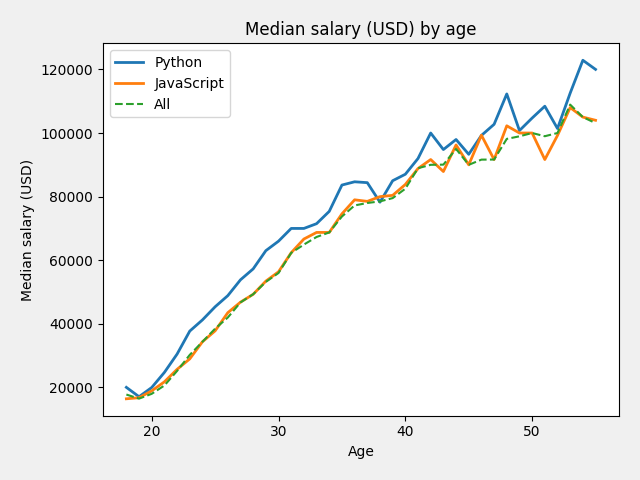 Median salary (USD) by age
Python
JavaScript
All
120000
100000
80000
60000
40000
20000
Median salary (USD)
20 30 40 50
Age